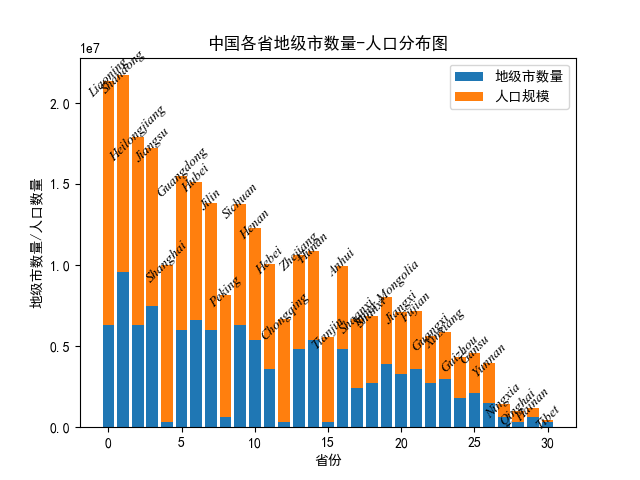 中国各省地级市数量-人口分布图
1e7
地级市数量/人口数量
2.0
1.5
1.0
0.5
0.0
地级市数量
人口规模
Liaoning
Shandong
Heilongjiang
Jiangsu
Shanghai
Guangdong
Hubei
Jilin
Peking
Sichuan
Henan
Hebei
Chongqing
Zhejiang
Hunan
Tianjin
Anhui
Shaanxi
Shanxi
Mongolia
Jiangxi
Fujian
Guangxi
Xinjiang
Guizhou
Gansu
Yunnan
Ningxia
Qinghai
Hainan
Tibet
0 5 10 15 20 25 30
省份